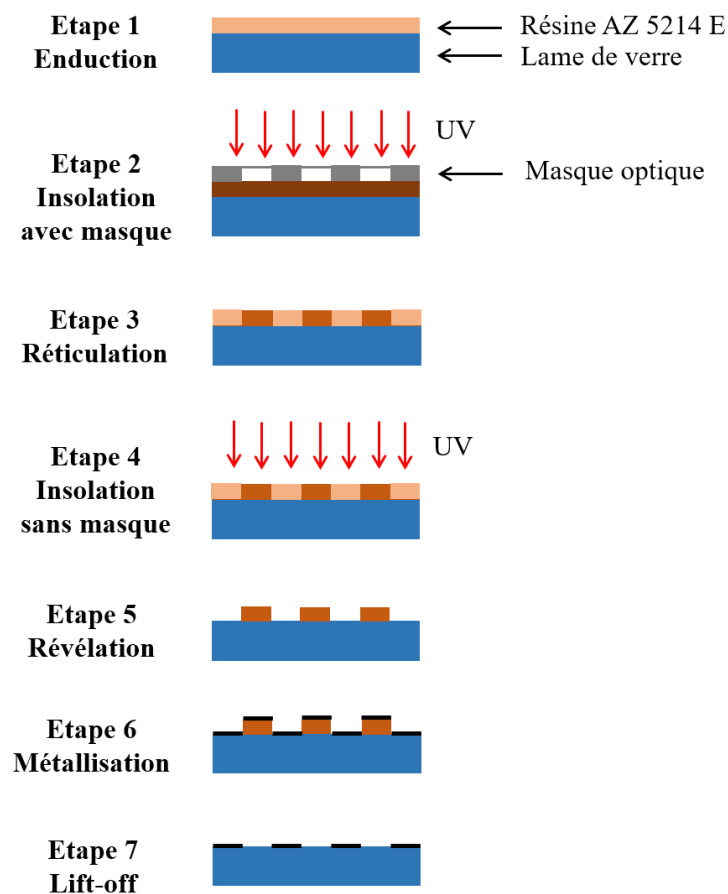 Etape 1
Enduction
Résine AZ 5214 E
Lame de verre
UV
Etape 2
Insolation
avec masque
Masque optique
Etape 3
Réticulation
UV
Etape 4
Insolation
sans masque
Etape 5
Révélation
Etape 6
Métallisation
Etape 7
Lift-off